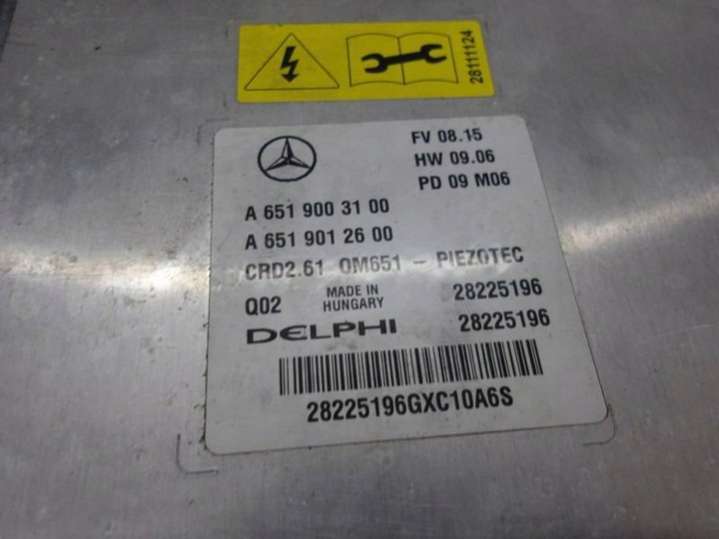 28111124
FV 08.15
HW 09.06
PD 09 M06
A 651 900 31 00
A 651 901 26 00
CRD2.61 OM651 - PIEZOTEC
Q02 MADE IN HUNGARY 28225196
DELPHI 28225196
28225196GXC10A6S